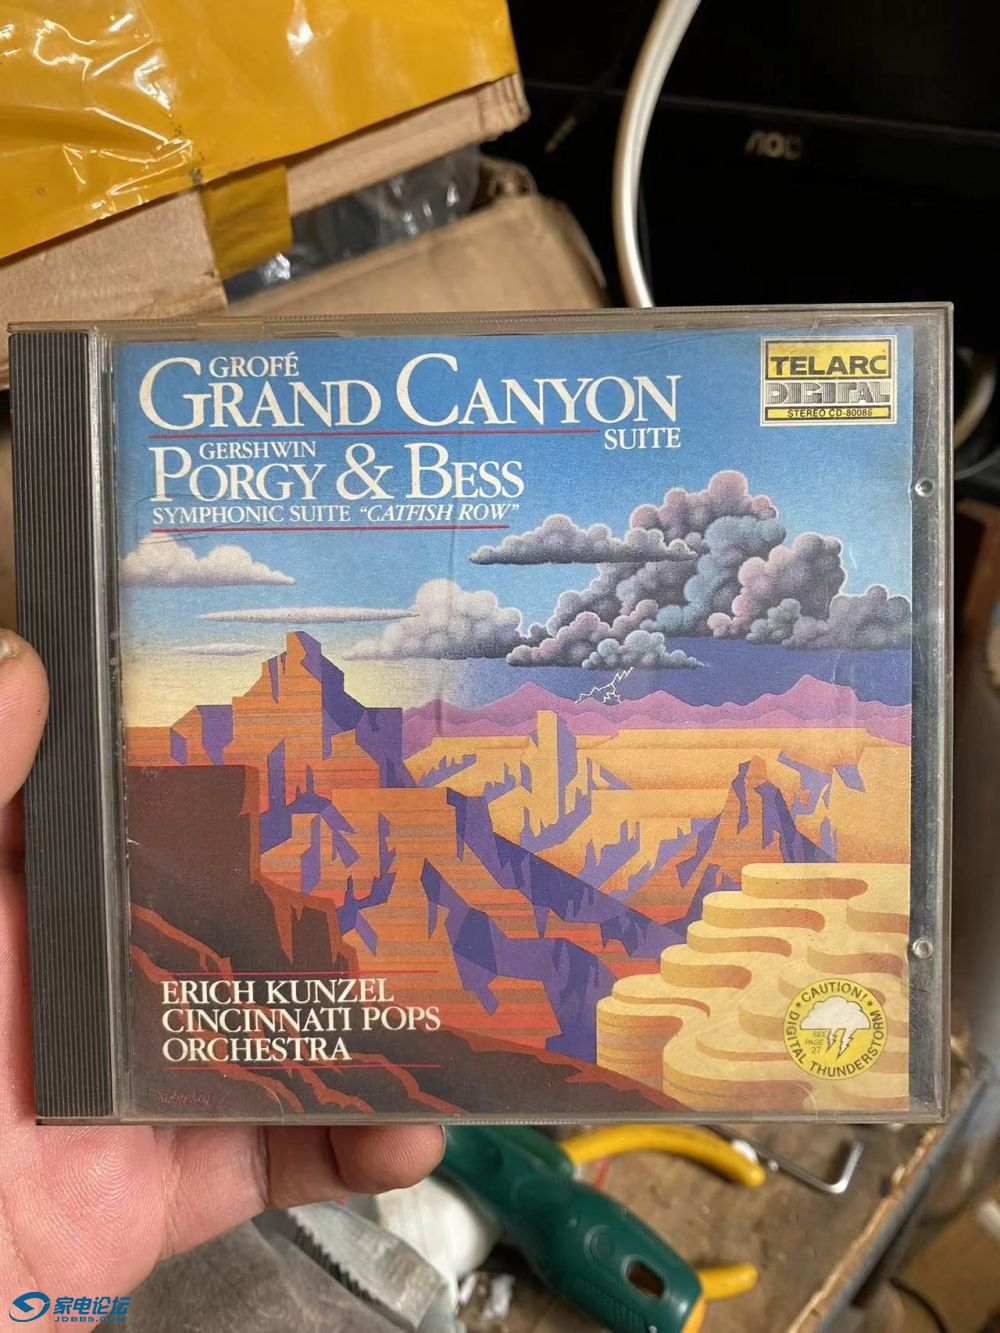 AOC
GROFÉ
GRAND CANYON
SUITE
GERSHWIN
PORGY & BESS
SYMPHONIC SUITE "CATFISH ROW"
TELARC
DIGITAL
STEREO CD-80086
ERICH KUNZEL
CINCINNATI POPS
ORCHESTRA
• CAUTION! •
DIGITAL THUNDERSTORM
SEE
PAGE
27
家电论坛
JDBBS.COM